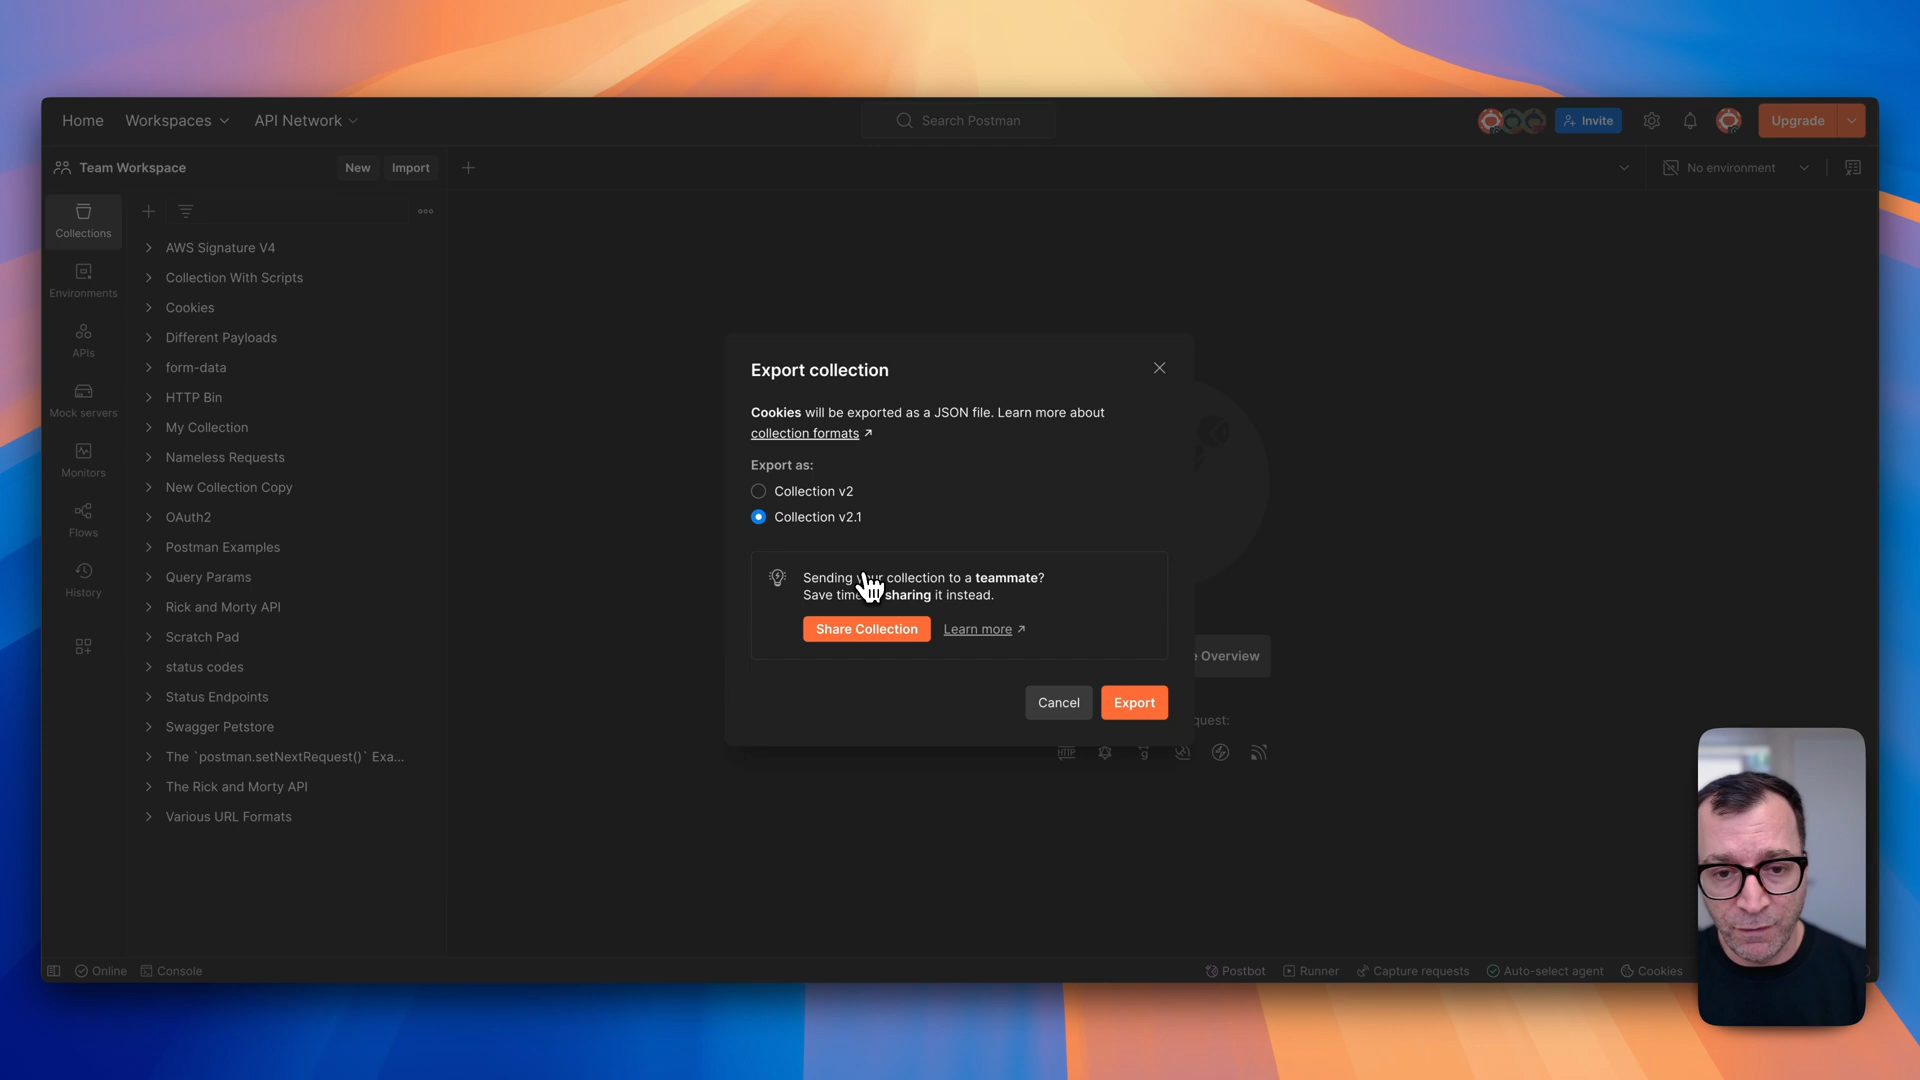 Home
Workspaces
API Network
Search Postman
Invite
Upgrade
Team Workspace
New
Import
No environment
Collections
Environments
APIs
Mock servers
Monitors
Flows
History
AWS Signature V4
Collection With Scripts
Cookies
Different Payloads
form-data
HTTP Bin
My Collection
Nameless Requests
New Collection Copy
OAuth2
Postman Examples
Query Params
Rick and Morty API
Scratch Pad
status codes
Status Endpoints
Swagger Petstore
The `postman.setNextRequest()` Exa...
The Rick and Morty API
Various URL Formats
Export collection
Cookies will be exported as a JSON file. Learn more about
collection formats ↗
Export as:
Collection v2
Collection v2.1
Sending your collection to a teammate?
Save time sharing it instead.
Share Collection
Learn more ↗
Cancel
Export
Overview
quest:
HTTP
Online
Console
Postbot
Runner
Capture requests
Auto-select agent
Cookies